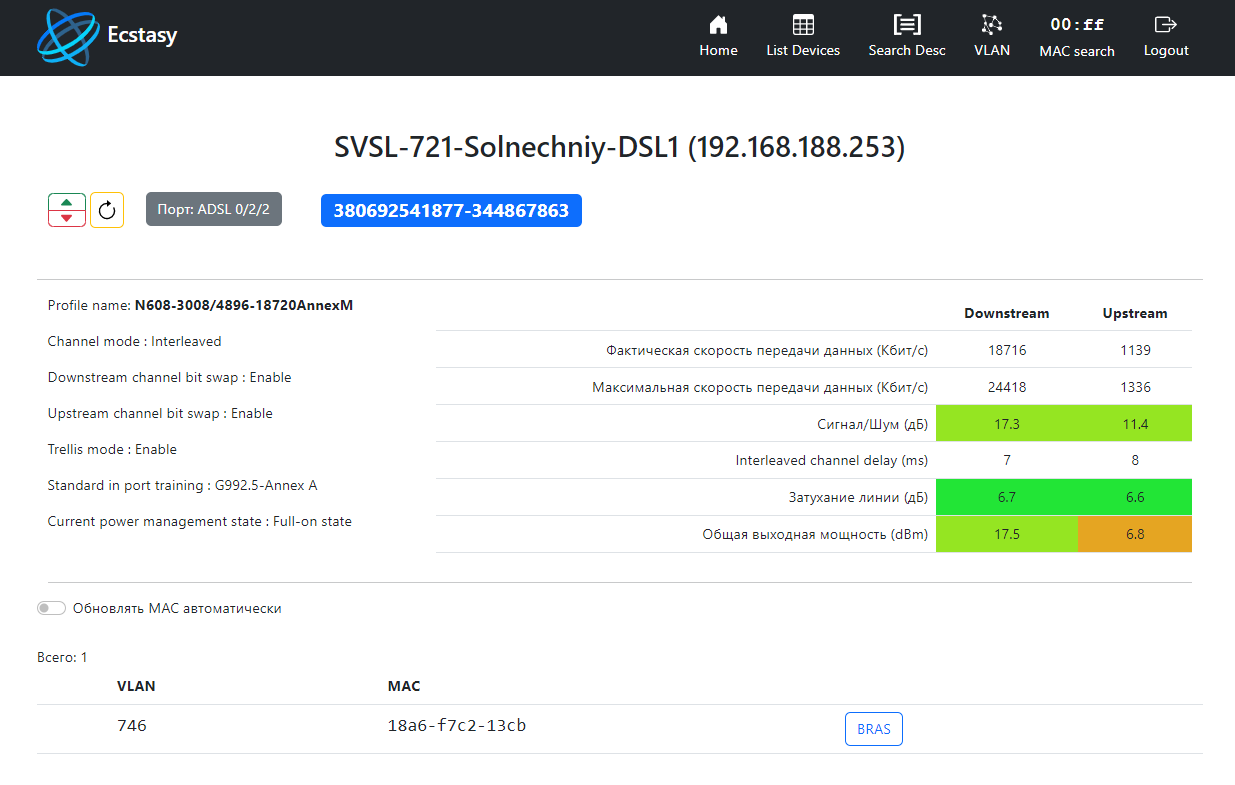 Ecstasy
Home
List Devices
Search Desc
VLAN
00:ff
MAC search
Logout
SVSL-721-Solnechniy-DSL1 (192.168.188.253)
Порт: ADSL 0/2/2
380692541877-344867863
Profile name: N608-3008/4896-18720AnnexM
Channel mode : Interleaved
Downstream channel bit swap : Enable
Upstream channel bit swap : Enable
Trellis mode : Enable
Standard in port training : G992.5-Annex A
Current power management state : Full-on state
Downstream Upstream
Фактическая скорость передачи данных (Кбит/с) 18716 1139
Максимальная скорость передачи данных (Кбит/с) 24418 1336
Сигнал/Шум (дБ) 17.3 11.4
Interleaved channel delay (ms) 7 8
Затухание линии (дБ) 6.7 6.6
Общая выходная мощность (dBm) 17.5 6.8
Обновлять MAC автоматически
Всего: 1
VLAN MAC
746 18a6-f7c2-13cb BRAS